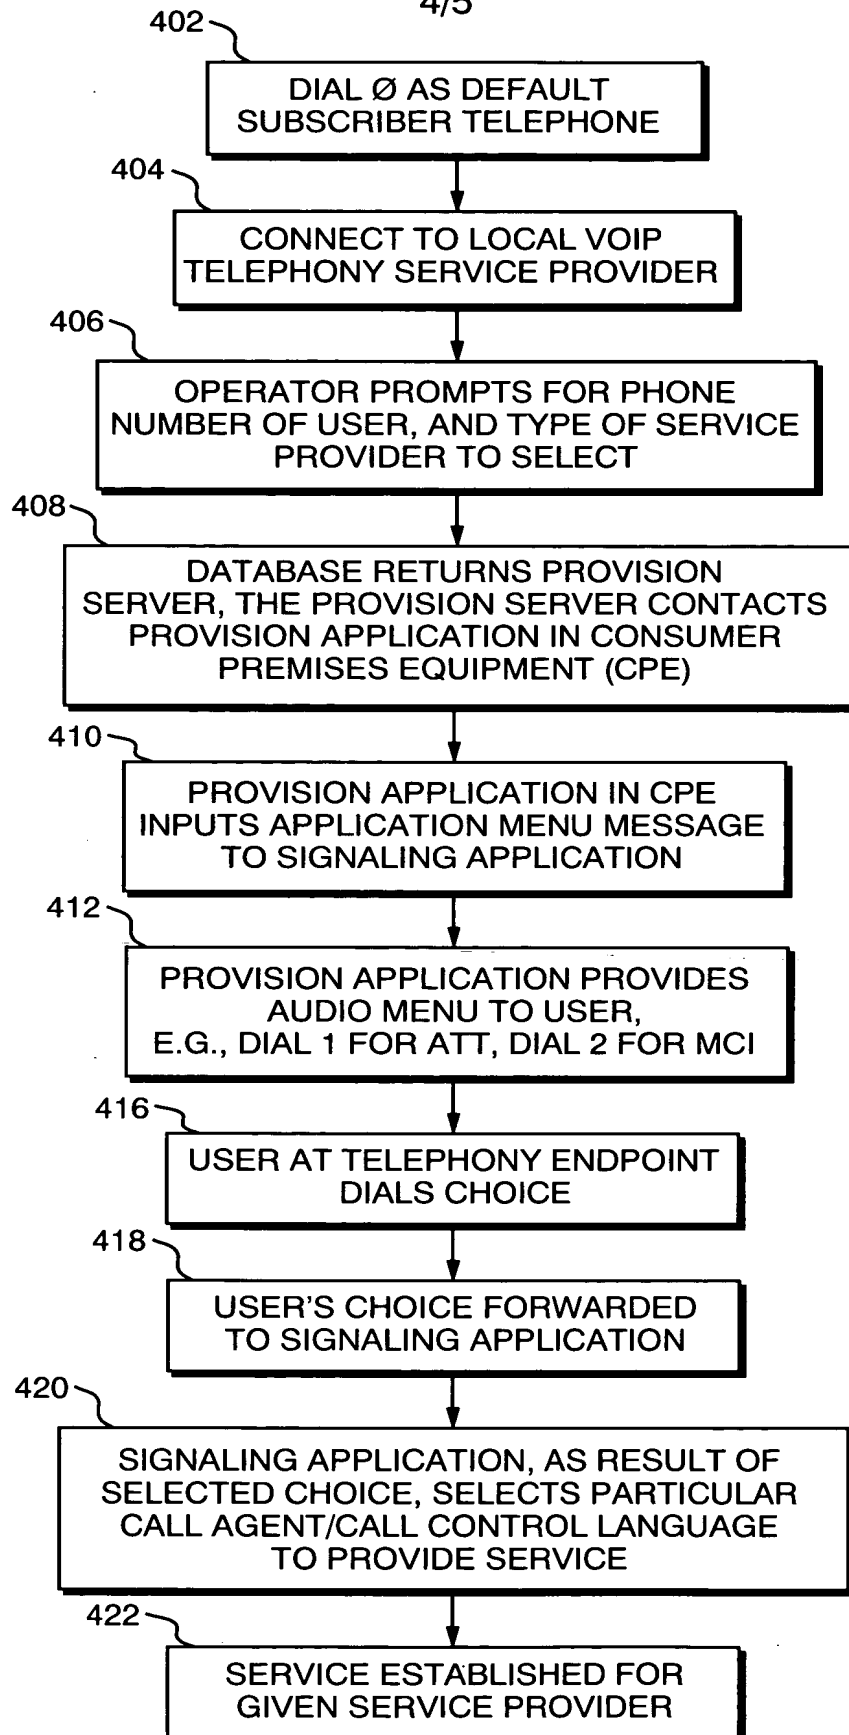 4/5
402
DIAL Ø AS DEFAULT
SUBSCRIBER TELEPHONE
404
CONNECT TO LOCAL VOIP
TELEPHONY SERVICE PROVIDER
406
OPERATOR PROMPTS FOR PHONE
NUMBER OF USER, AND TYPE OF SERVICE
PROVIDER TO SELECT
408
DATABASE RETURNS PROVISION
SERVER, THE PROVISION SERVER CONTACTS
PROVISION APPLICATION IN CONSUMER
PREMISES EQUIPMENT (CPE)
410
PROVISION APPLICATION IN CPE
INPUTS APPLICATION MENU MESSAGE
TO SIGNALING APPLICATION
412
PROVISION APPLICATION PROVIDES
AUDIO MENU TO USER,
E.G., DIAL 1 FOR ATT, DIAL 2 FOR MCI
416
USER AT TELEPHONY ENDPOINT
DIALS CHOICE
418
USER'S CHOICE FORWARDED
TO SIGNALING APPLICATION
420
SIGNALING APPLICATION, AS RESULT OF
SELECTED CHOICE, SELECTS PARTICULAR
CALL AGENT/CALL CONTROL LANGUAGE
TO PROVIDE SERVICE
422
SERVICE ESTABLISHED FOR
GIVEN SERVICE PROVIDER